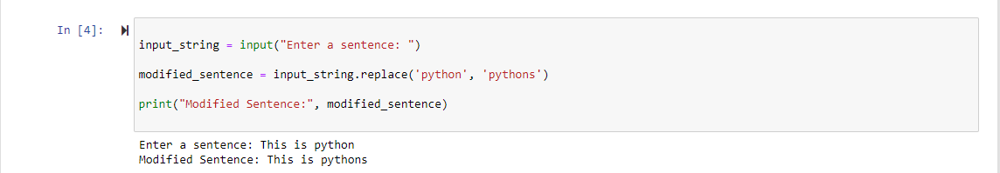 In [4]:
input_string = input("Enter a sentence: ")
modified_sentence = input_string.replace('python', 'pythons')
print("Modified Sentence:", modified_sentence)
Enter a sentence: This is python
Modified Sentence: This is pythons